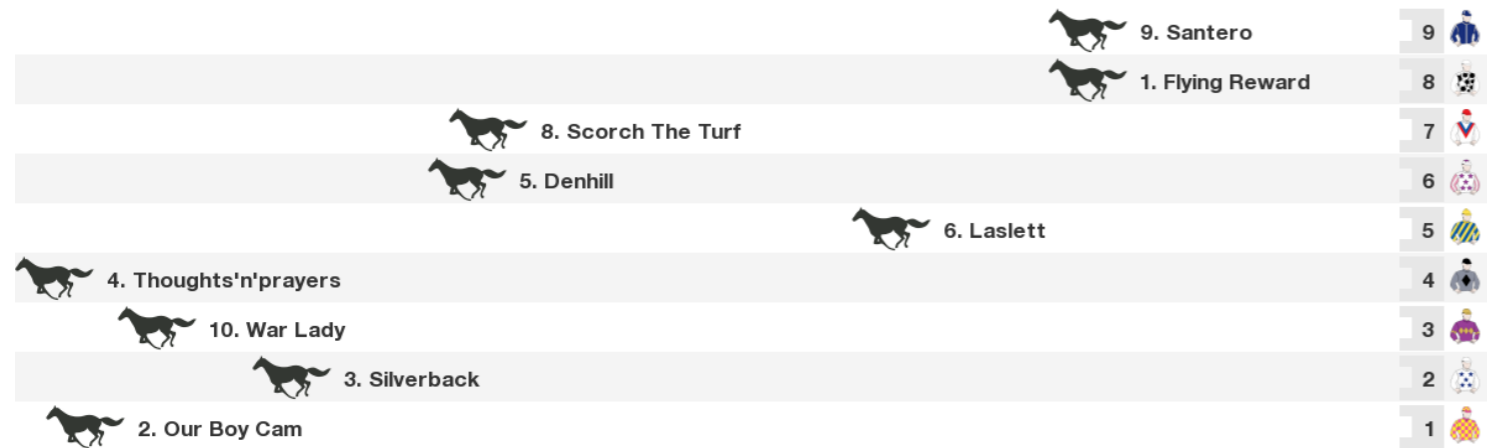 9. Santero 9
1. Flying Reward 8
8. Scorch The Turf 7
5. Denhill 6
6. Laslett 5
4. Thoughts'n'prayers 4
10. War Lady 3
3. Silverback 2
2. Our Boy Cam 1